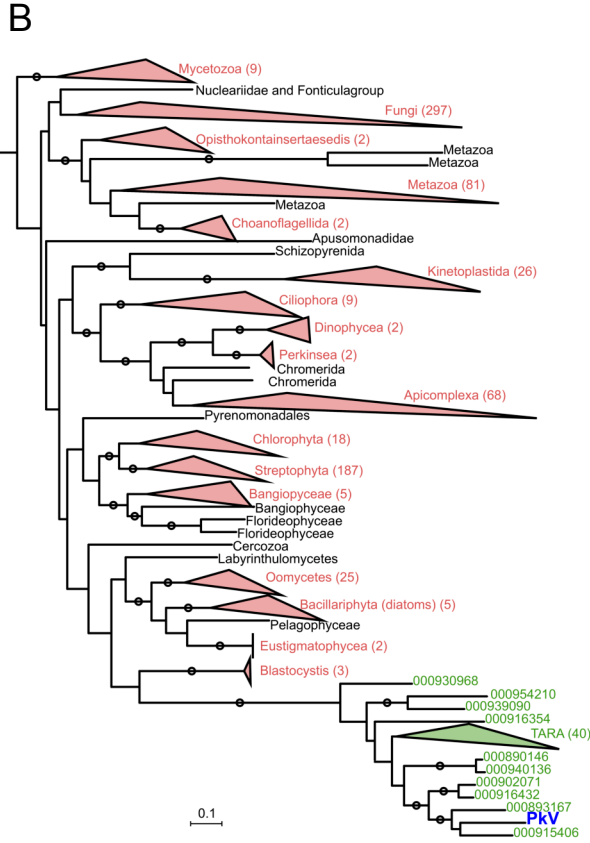 B
Mycetozoa (9)
Nucleariidae and Fonticulagroup
Fungi (297)
Opisthokontainsertaesedis (2)
Metazoa
Metazoa
Metazoa (81)
Metazoa
Choanoflagellida (2)
Apusomonadidae
Schizopyrenida
Kinetoplastida (26)
Ciliophora (9)
Dinophycea (2)
Perkinsea (2)
Chromerida
Chromerida
Apicomplexa (68)
Pyrenomonadales
Chlorophyta (18)
Streptophyta (187)
Bangiopyceae (5)
Bangiophyceae
Florideophyceae
Florideophyceae
Cercozoa
Labyrinthulomycetes
Oomycetes (25)
Bacillariphyta (diatoms) (5)
Pelagophyceae
Eustigmatophycea (2)
Blastocystis (3)
000930968
000954210
000939090
000916354
TARA (40)
000890146
000940136
000902071
000916432
000893167
PkV
000915406
0.1